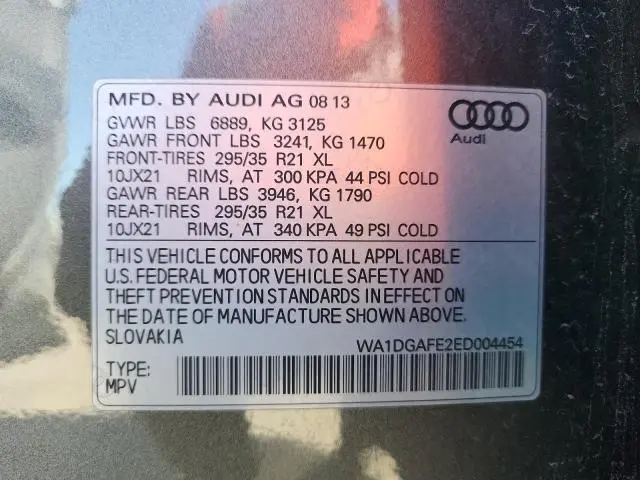 MFD. BY AUDI AG 08 13
Audi
GVWR LBS 6889, KG 3125
GAWR FRONT LBS 3241, KG 1470
FRONT-TIRES 295/35 R21 XL
10JX21 RIMS, AT 300 KPA 44 PSI COLD
GAWR REAR LBS 3946, KG 1790
REAR-TIRES 295/35 R21 XL
10JX21 RIMS, AT 340 KPA 49 PSI COLD
THIS VEHICLE CONFORMS TO ALL APPLICABLE
U.S. FEDERAL MOTOR VEHICLE SAFETY AND
THEFT PREVENTION STANDARDS IN EFFECT ON
THE DATE OF MANUFACTURE SHOWN ABOVE.
SLOVAKIA
WA1DGAFE2ED004454
TYPE:
MPV